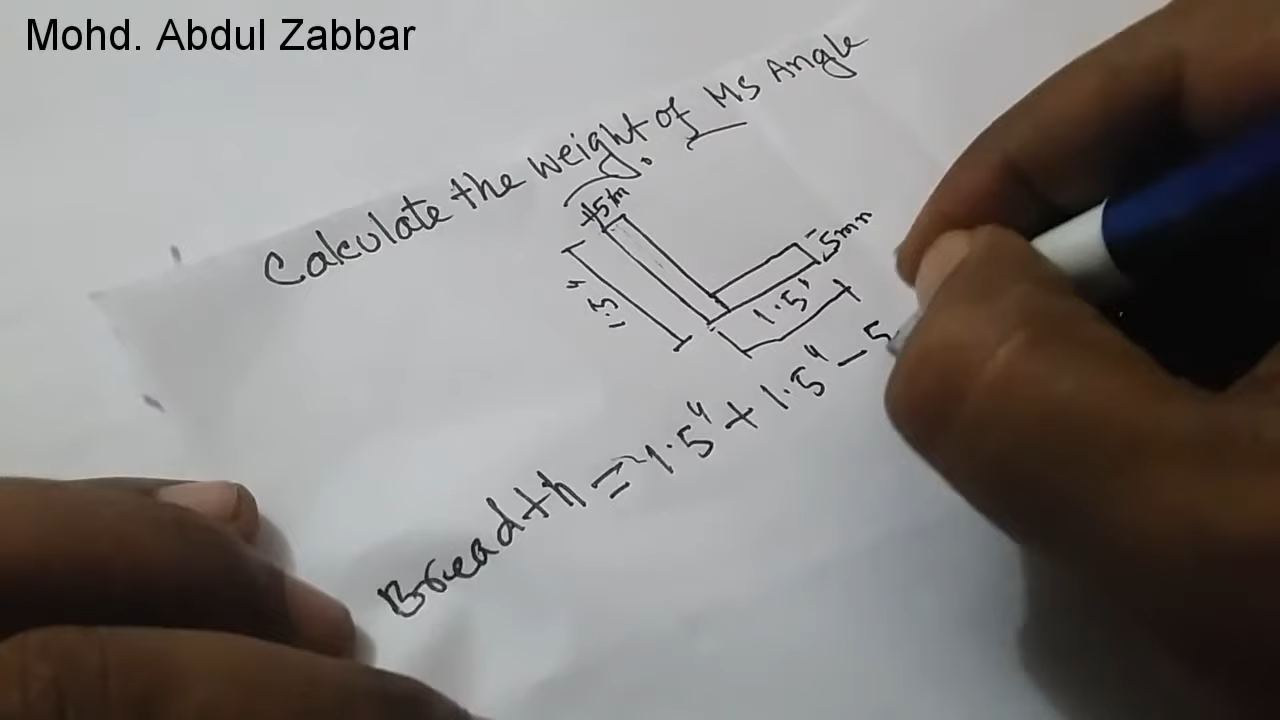 Mohd. Abdul Zabbar
Calculate the Weight of MS Angle
5m
5mm
1.5"
1.5"
Breadth = 1.5" + 1.5" - 5